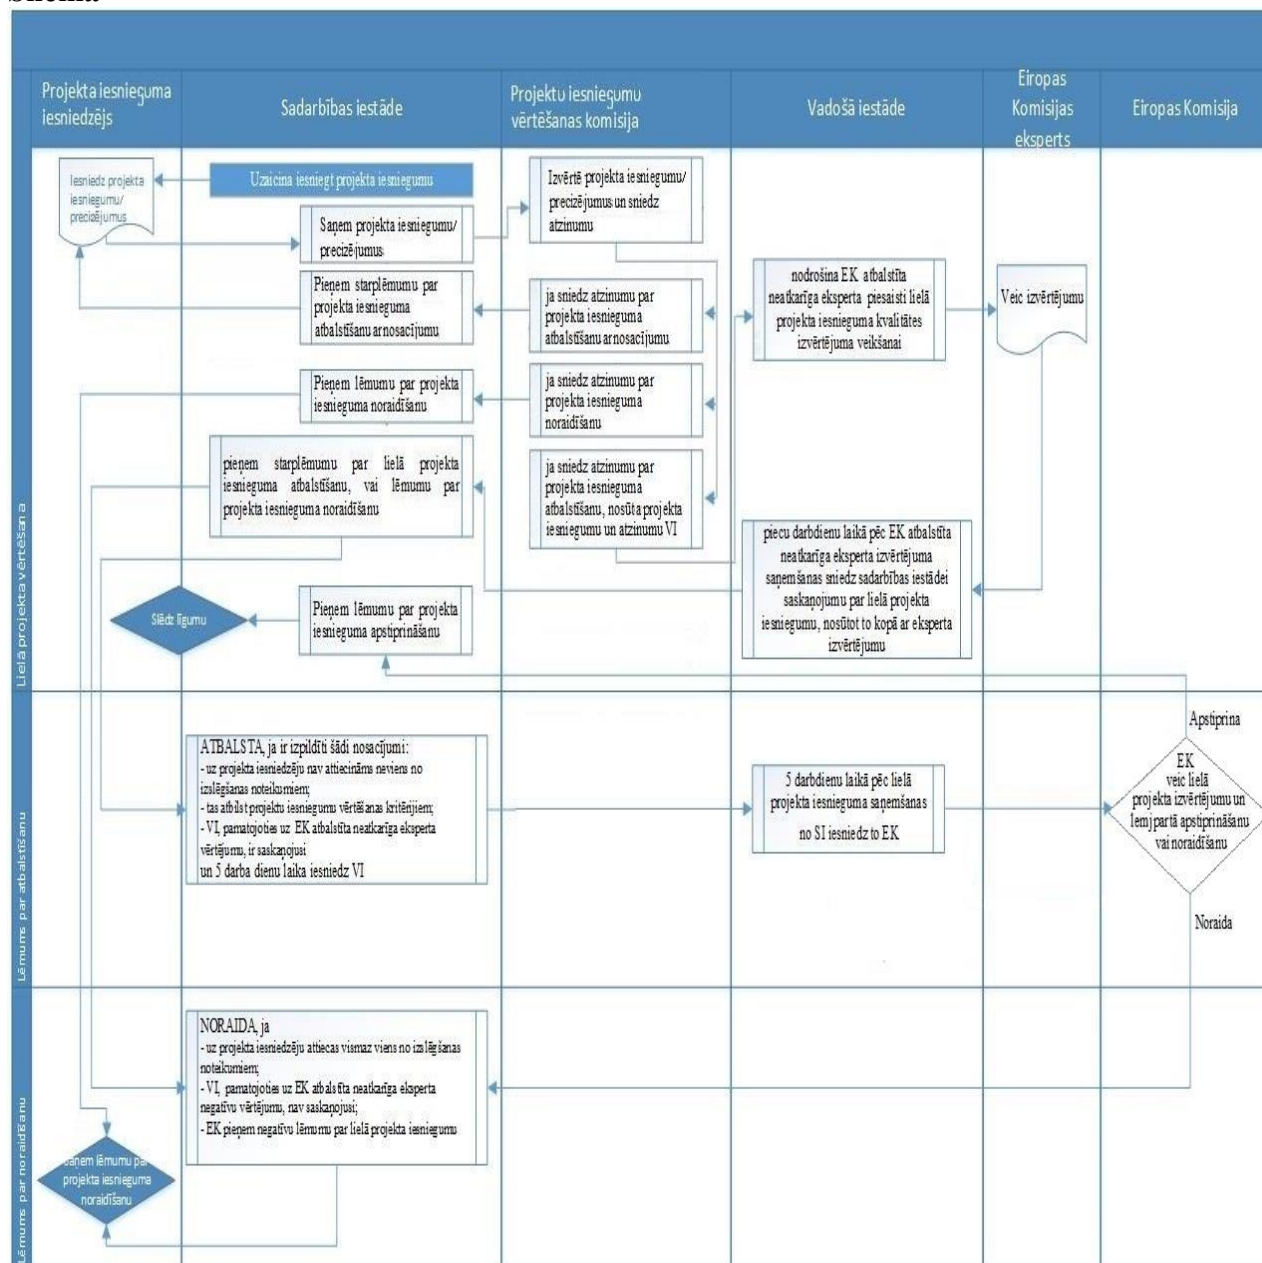 Projekta iesnieguma
iesniedzējs
Sadarbības iestāde
Projektu iesniegumu
vērtēšanas komisija
Vadošā iestāde
Eiropas
Komisijas
eksperts
Eiropas Komisija
Lielā projekta vērtēšana
Iesniedz projekta
iesniegumu/
precizējumus
Uzaicina iesniegt projekta iesniegumu
Saņem projekta iesniegumu/
precizējumus
Izvērtē projekta iesniegumu/
precizējumus un sniedz
atzinumu
Pieņem starplēmumu par
projekta iesnieguma
atbalstīšanu ar nosacījumu
ja sniedz atzinumu par
projekta iesnieguma
atbalstīšanu ar nosacījumu
nodrošina EK atbalstīta
neatkarīga eksperta piesaisti lielā
projekta iesnieguma kvalitātes
izvērtējuma veikšanai
Veic izvērtējumu
Pieņem lēmumu par projekta
iesnieguma noraidīšanu
ja sniedz atzinumu par
projekta iesnieguma
noraidīšanu
pieņem starplēmumu par lielā projekta
iesnieguma atbalstīšanu, vai lēmumu par
projekta iesnieguma noraidīšanu
ja sniedz atzinumu par
projekta iesnieguma
atbalstīšanu, nosūta projekta
iesniegumu un atzinumu VI
piecu darbdienu laikā pēc EK atbalstīta
neatkarīga eksperta izvērtējuma
saņemšanas sniedz sadarbības iestādei
saskaņojumu par lielā projekta
iesniegumu, nosūtot to kopā ar eksperta
izvērtējumu
Slēdz līgumu
Pieņem lēmumu par projekta
iesnieguma apstiprināšanu
Lēmums par atbalstīšanu
ATBALSTA, ja ir izpildīti šādi nosacījumi:
- uz projekta iesniedzēju nav attiecināms neviens no
izslēgšanas noteikumiem;
- tas atbilst projektu iesniegumu vērtēšanas kritērijiem;
- VI, pamatojoties uz EK atbalstīta neatkarīga eksperta
vērtējumu, ir saskaņojusi
un 5 darba dienu laika iesniedz VI
5 darbdienu laikā pēc lielā
projekta iesnieguma saņemšanas
no SI iesniedz to EK
Apstiprina
EK
veic lielā
projekta izvērtējumu un
lemj par tā apstiprināšanu
vai noraidīšanu
Noraida
Lēmums par noraidīšanu
NORAIDA, ja
- uz projekta iesniedzēju attiecas vismaz viens no izslēgšanas
noteikumiem;
- VI, pamatojoties uz EK atbalstīta neatkarīga eksperta
negatīvu vērtējumu, nav saskaņojusi;
- EK pieņem negatīvu lēmumu par lielā projekta iesniegumu
lēmumu
projekta iesnieguma
noraidīšanu